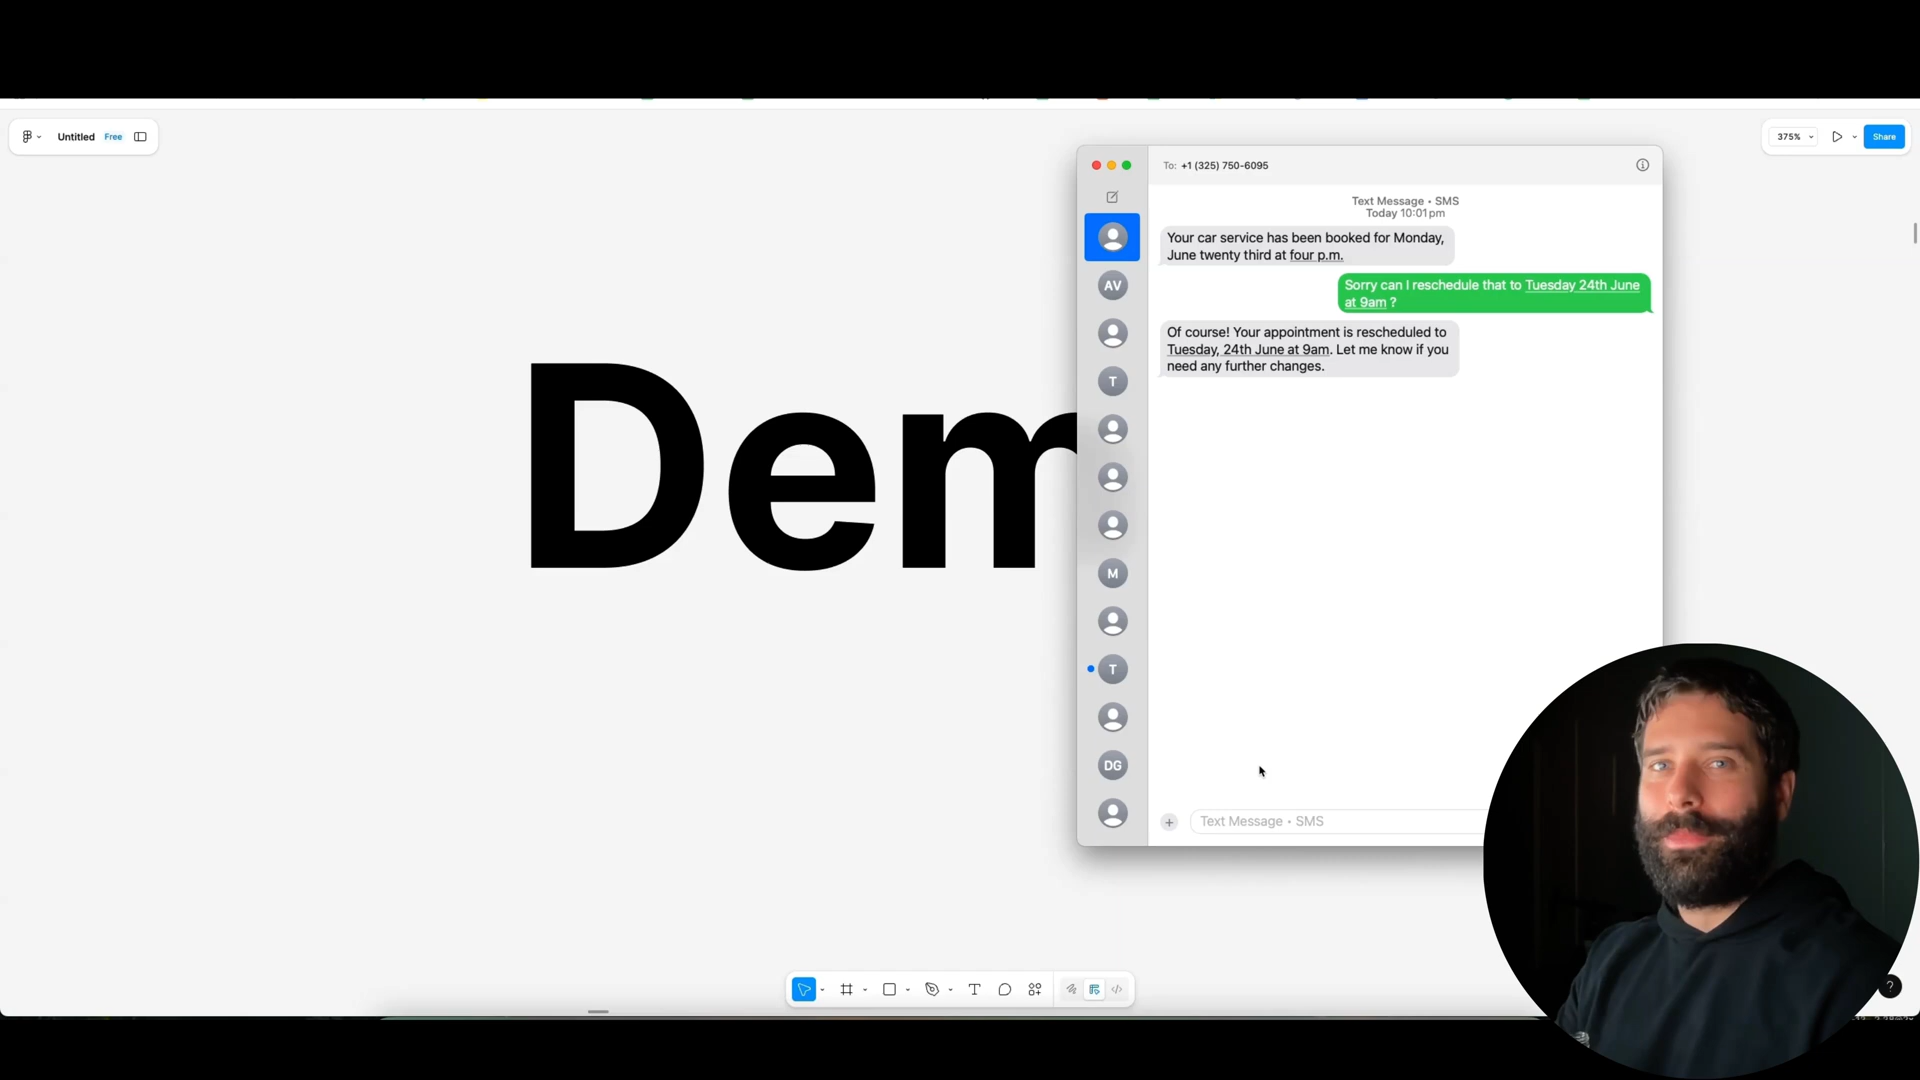 Untitled Free
375%
Share
To: +1 (325) 750-6095
Text Message • SMS
Today 10:01 pm
Your car service has been booked for Monday,
June twenty third at four p.m.
Sorry can I reschedule that to Tuesday 24th June
at 9am ?
Of course! Your appointment is rescheduled to
Tuesday, 24th June at 9am. Let me know if you
need any further changes.
AV
T
M
T
DG
Dem
Text Message • SMS
?